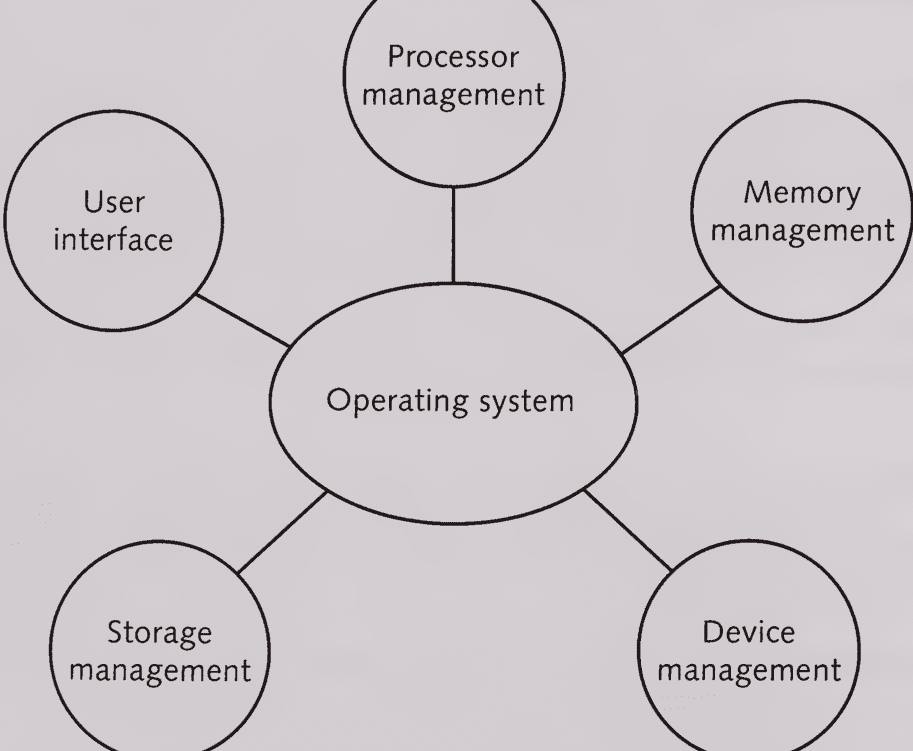 Processor
management
User
interface
Memory
management
Operating system
Storage
management
Device
management